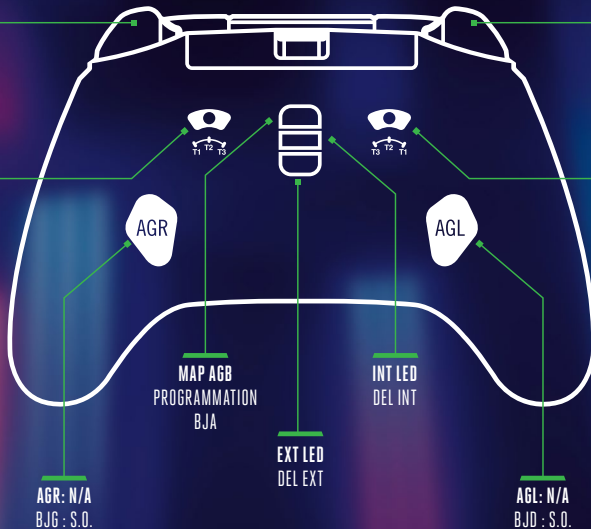 T1 T2 T3
T3 T2 T1
AGR
AGL
MAP AGB
PROGRAMMATION
BJA
INT LED
DEL INT
EXT LED
DEL EXT
AGR: N/A
BJG : S.O.
AGL: N/A
BJD : S.O.